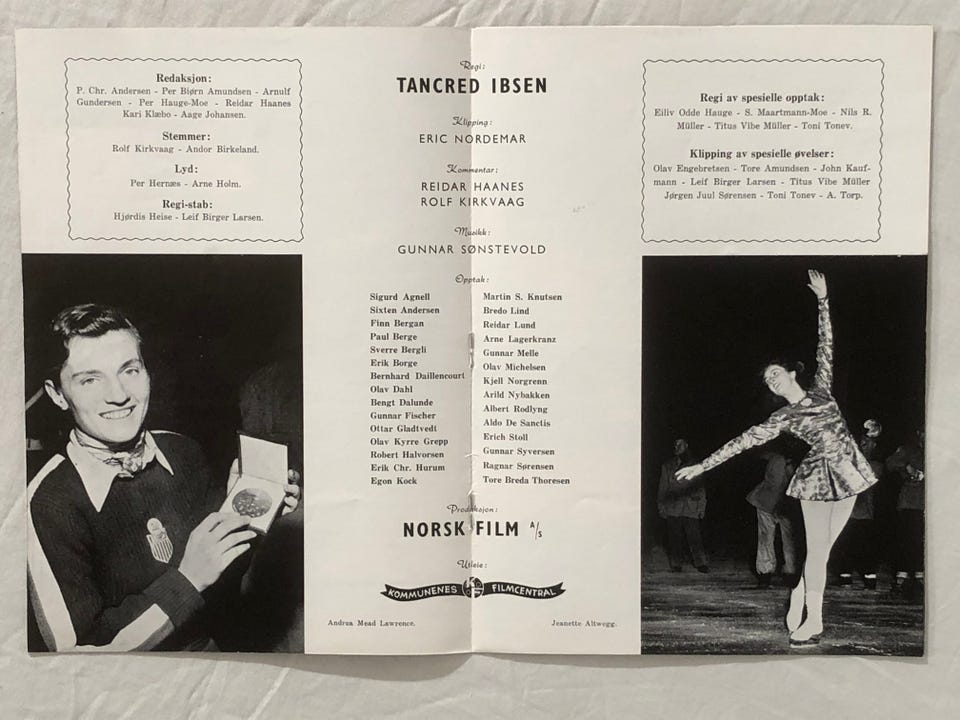 Redaksjon:
P. Chr. Andersen - Per Biørn Amundsen - Arnulf
Gundersen - Per Hauge-Moe - Reidar Haanes
Kari Klæbo - Aage Johansen.
Stemmer:
Rolf Kirkvaag - Andor Birkeland.
Lyd:
Per Hernæs - Arne Holm.
Regi-stab:
Hjørdis Heise - Leif Birger Larsen.
Regi:
TANCRED IBSEN
Klipping:
ERIC NORDEMAR
Kommentar:
REIDAR HAANES
ROLF KIRKVAAG
Musikk:
GUNNAR SØNSTEVOLD
Opptak:
Sigurd Agnell
Sixten Andersen
Finn Bergan
Paul Berge
Sverre Bergli
Erik Borge
Bernhard Daillencourt
Olav Dahl
Bengt Dalunde
Gunnar Fischer
Ottar Gladtvedt
Olav Kyrre Grepp
Robert Halvorsen
Erik Chr. Hurum
Egon Kock
Martin S. Knutsen
Bredo Lind
Reidar Lund
Arne Lagerkranz
Gunnar Melle
Olav Michelsen
Kjell Norgrenn
Arild Nybakken
Albert Rodlyng
Aldo De Sanctis
Erich Stoll
Gunnar Syversen
Ragnar Sørensen
Tore Breda Thoresen
Produksjon:
NORSK FILM A/S
Utleie:
KOMMUNENES FILMCENTRAL
Andrea Mead Lawrence.
Jeanette Altwegg.
Regi av spesielle opptak:
Eiliv Odde Hauge - S. Maartmann-Moe - Nils R.
Müller - Titus Vibe Müller - Toni Tonev.
Klipping av spesielle øvelser:
Olav Engebretsen - Tore Amundsen - John Kauf-
mann - Leif Birger Larsen - Titus Vibe Müller
Jørgen Juul Sørensen - Toni Tonev - A. Torp.